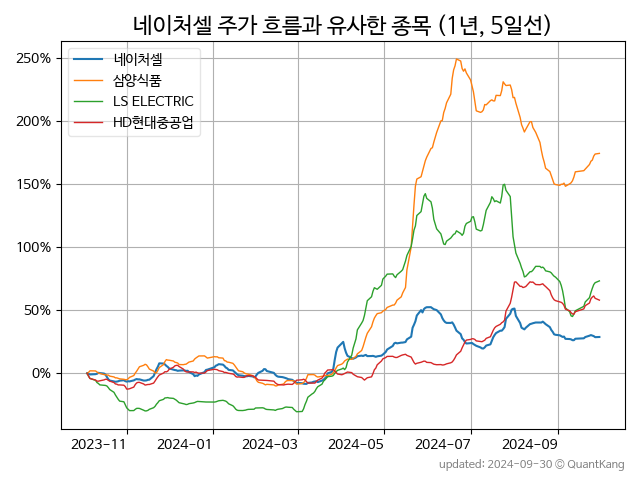 네이처셀 주가 흐름과 유사한 종목 (1년, 5일선)
네이처셀
삼양식품
LS ELECTRIC
HD현대중공업
250%
200%
150%
100%
50%
0%
2023-11 2024-01 2024-03 2024-05 2024-07 2024-09
updated: 2024-09-30 © QuantKang